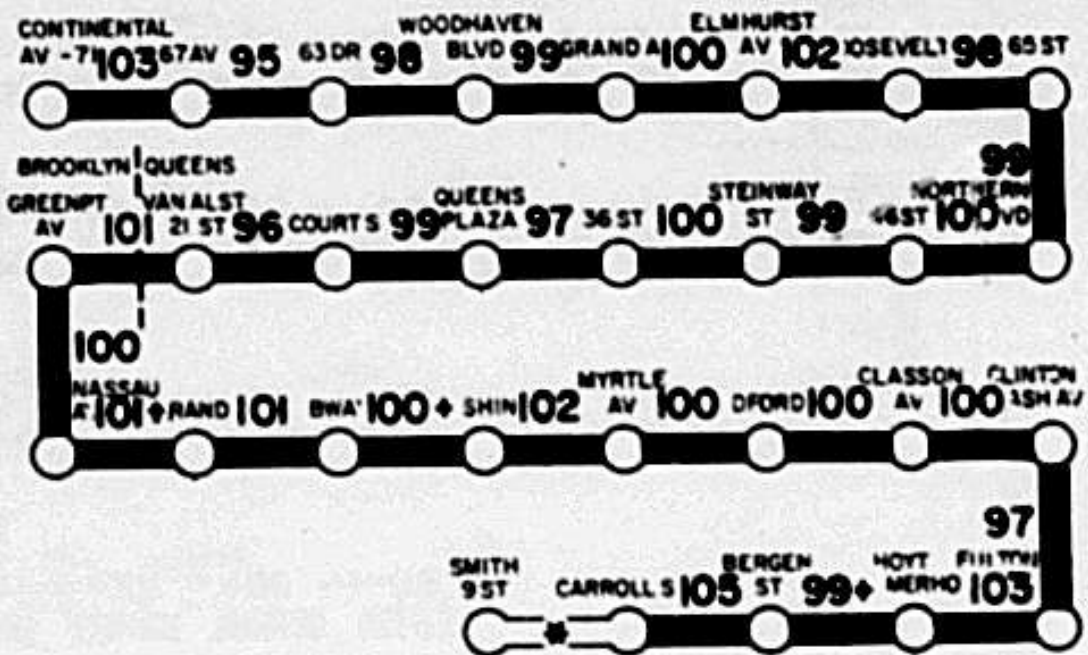 CONTINENTAL WOODHAVEN ELMHURST
AV -71 103 67 AV 95 63 DR 98 BLVD 99 GRAND A 100 AV 102 OSEVELT 98 65 ST
99
BROOKLYN QUEENS
GREENPT VAN ALST QUEENS STEINWAY NORTHERN
AV 101 21 ST 96 COURT S 99 PLAZA 97 36 ST 100 ST 99 46 ST 100 VD
100
NASSAU MYRTLE CLASSON CLINTON
101 RAND 101 BWA 100 SHIN 102 AV 100 DFORD 100 AV 100 ASH AV
97
SMITH BERGEN HOYT FULTON
9 ST CARROLL S 105 ST 99 MERHO 103